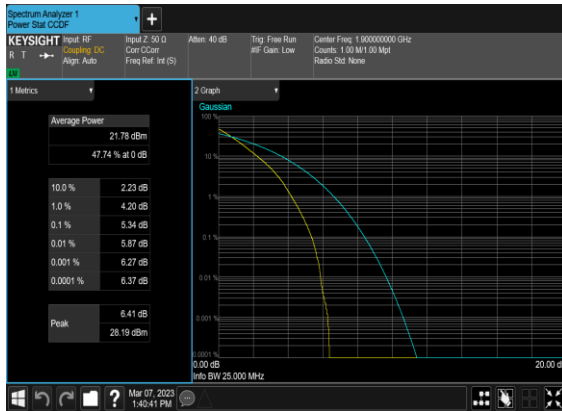 Spectrum Analyzer 1
Power Stat CCDF
KEYSIGHT
R T
LXI
Input: RF
Coupling: DC
Align: Auto
Input Z: 50 Ω
Corr CCorr
Freq Ref: Int (S)
Atten: 40 dB
Trig: Free Run
#IF Gain: Low
Center Freq: 1.900000000 GHz
Counts: 1.00 M/1.00 Mpt
Radio Std: None
1 Metrics
Average Power
21.78 dBm
47.74 % at 0 dB
10.0 % 2.23 dB
1.0 % 4.20 dB
0.1 % 5.34 dB
0.01 % 5.87 dB
0.001 % 6.27 dB
0.0001 % 6.37 dB
Peak
6.41 dB
28.19 dBm
2 Graph
Gaussian
100 %
10 %
1 %
0.1 %
0.01 %
0.001 %
0.0001 %
0.00 dB
20.00 d
Info BW 25.000 MHz
?
Mar 07, 2023
1:40:41 PM